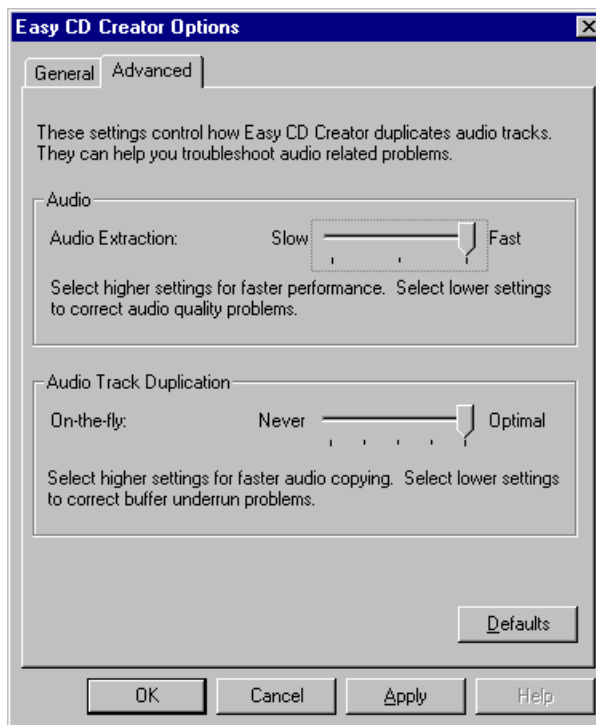 Easy CD Creator Options
General
Advanced
These settings control how Easy CD Creator duplicates audio tracks.
They can help you troubleshoot audio related problems.
Audio
Audio Extraction:
Slow
Fast
Select higher settings for faster performance. Select lower settings
to correct audio quality problems.
Audio Track Duplication
On-the-fly:
Never
Optimal
Select higher settings for faster audio copying. Select lower settings
to correct buffer underrun problems.
Defaults
OK
Cancel
Apply
Help